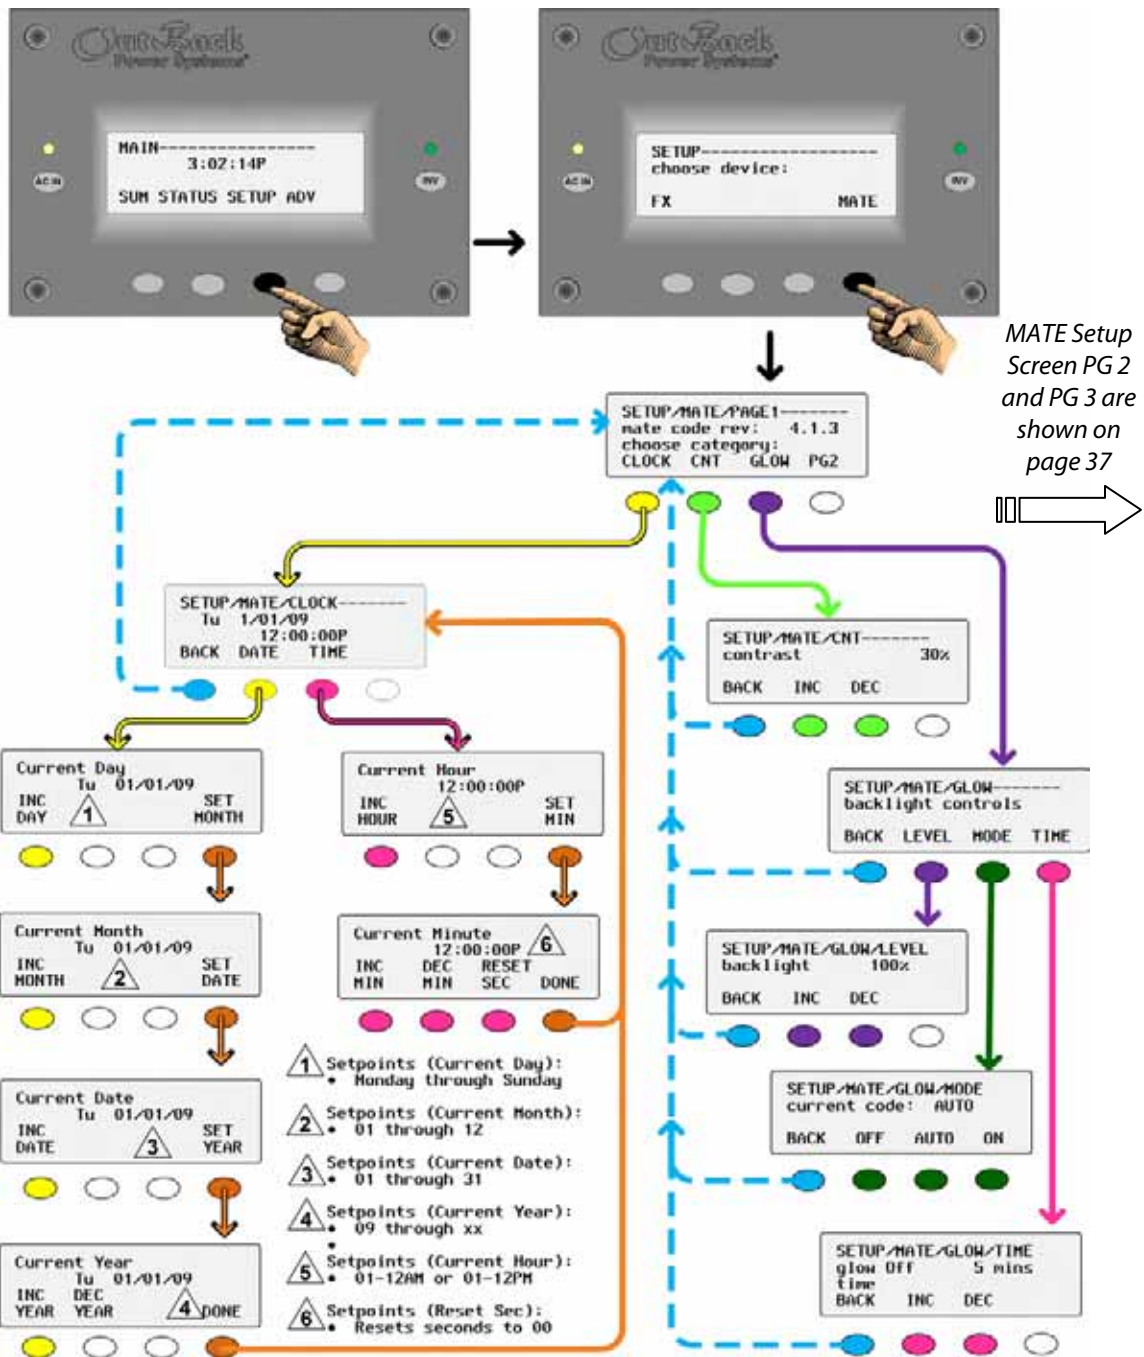 OutBack
Power Systems
MAIN----------------
3:02:14P
SUM STATUS SETUP ADV
AC IN
INV
OutBack
Power Systems
SETUP------------------
choose device:
FX MATE
AC IN
INV
MATE Setup
Screen PG 2
and PG 3 are
shown on
page 37
SETUP/MATE/PAGE1-------
mate code rev: 4.1.3
choose category:
CLOCK CNT GLOW PG2
SETUP/MATE/CLOCK-------
Tu 1/01/09
12:00:00P
BACK DATE TIME
SETUP/MATE/CNT-------
contrast 30%
BACK INC DEC
Current Day
Tu 01/01/09
INC SET
DAY 1 MONTH
Current Hour
12:00:00P
INC SET
HOUR 5 MIN
SETUP/MATE/GLOW-------
backlight controls
BACK LEVEL MODE TIME
Current Month
Tu 01/01/09
INC SET
MONTH 2 DATE
Current Minute
12:00:00P 6
INC DEC RESET
MIN MIN SEC DONE
SETUP/MATE/GLOW/LEVEL
backlight 100%
BACK INC DEC
Current Date
Tu 01/01/09
INC SET
DATE 3 YEAR
SETUP/MATE/GLOW/MODE
current code: AUTO
BACK OFF AUTO ON
Current Year
Tu 01/01/09
INC DEC
YEAR YEAR 4 DONE
1 Setpoints (Current Day):
• Monday through Sunday
2 Setpoints (Current Month):
• 01 through 12
3 Setpoints (Current Date):
• 01 through 31
4 Setpoints (Current Year):
• 09 through xx
•
5 Setpoints (Current Hour):
• 01-12AM or 01-12PM
6 Setpoints (Reset Sec):
• Resets seconds to 00
SETUP/MATE/GLOW/TIME
glow Off 5 mins
time
BACK INC DEC